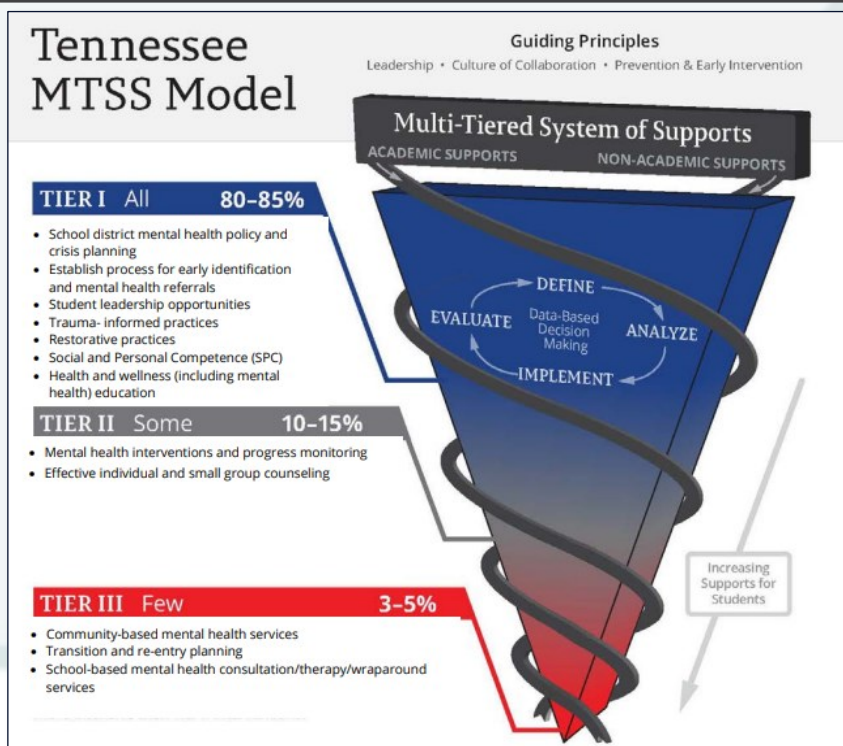 Tennessee
MTSS Model
Guiding Principles
Leadership • Culture of Collaboration • Prevention & Early Intervention
Multi-Tiered System of Supports
ACADEMIC SUPPORTS
NON-ACADEMIC SUPPORTS
TIER I All 80–85%
• School district mental health policy and
crisis planning
• Establish process for early identification
and mental health referrals
• Student leadership opportunities
• Trauma- informed practices
• Restorative practices
• Social and Personal Competence (SPC)
• Health and wellness (including mental
health) education
DEFINE
EVALUATE
Data-Based
Decision
Making
ANALYZE
IMPLEMENT
TIER II Some 10–15%
• Mental health interventions and progress monitoring
• Effective individual and small group counseling
Increasing
Supports for
Students
TIER III Few 3–5%
• Community-based mental health services
• Transition and re-entry planning
• School-based mental health consultation/therapy/wraparound
services